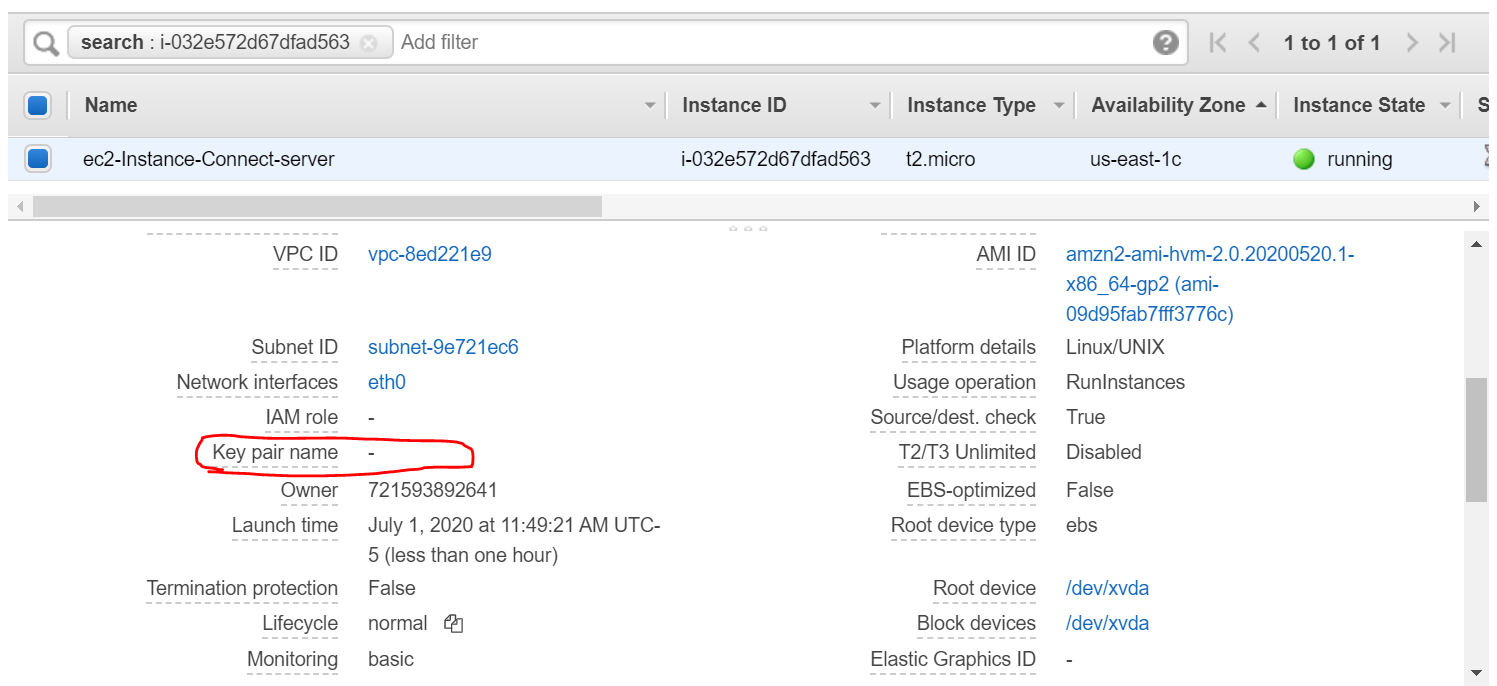 search : i-032e572d67dfad563 Add filter ? 1 to 1 of 1
Name Instance ID Instance Type Availability Zone Instance State S
ec2-Instance-Connect-server i-032e572d67dfad563 t2.micro us-east-1c running
VPC ID vpc-8ed221e9
AMI ID amzn2-ami-hvm-2.0.20200520.1-
x86_64-gp2 (ami-
09d95fab7fff3776c)
Subnet ID subnet-9e721ec6
Platform details Linux/UNIX
Network interfaces eth0
Usage operation RunInstances
IAM role -
Source/dest. check True
Key pair name -
T2/T3 Unlimited Disabled
Owner 721593892641
EBS-optimized False
Launch time July 1, 2020 at 11:49:21 AM UTC-
5 (less than one hour)
Root device type ebs
Termination protection False
Root device /dev/xvda
Lifecycle normal
Block devices /dev/xvda
Monitoring basic
Elastic Graphics ID -